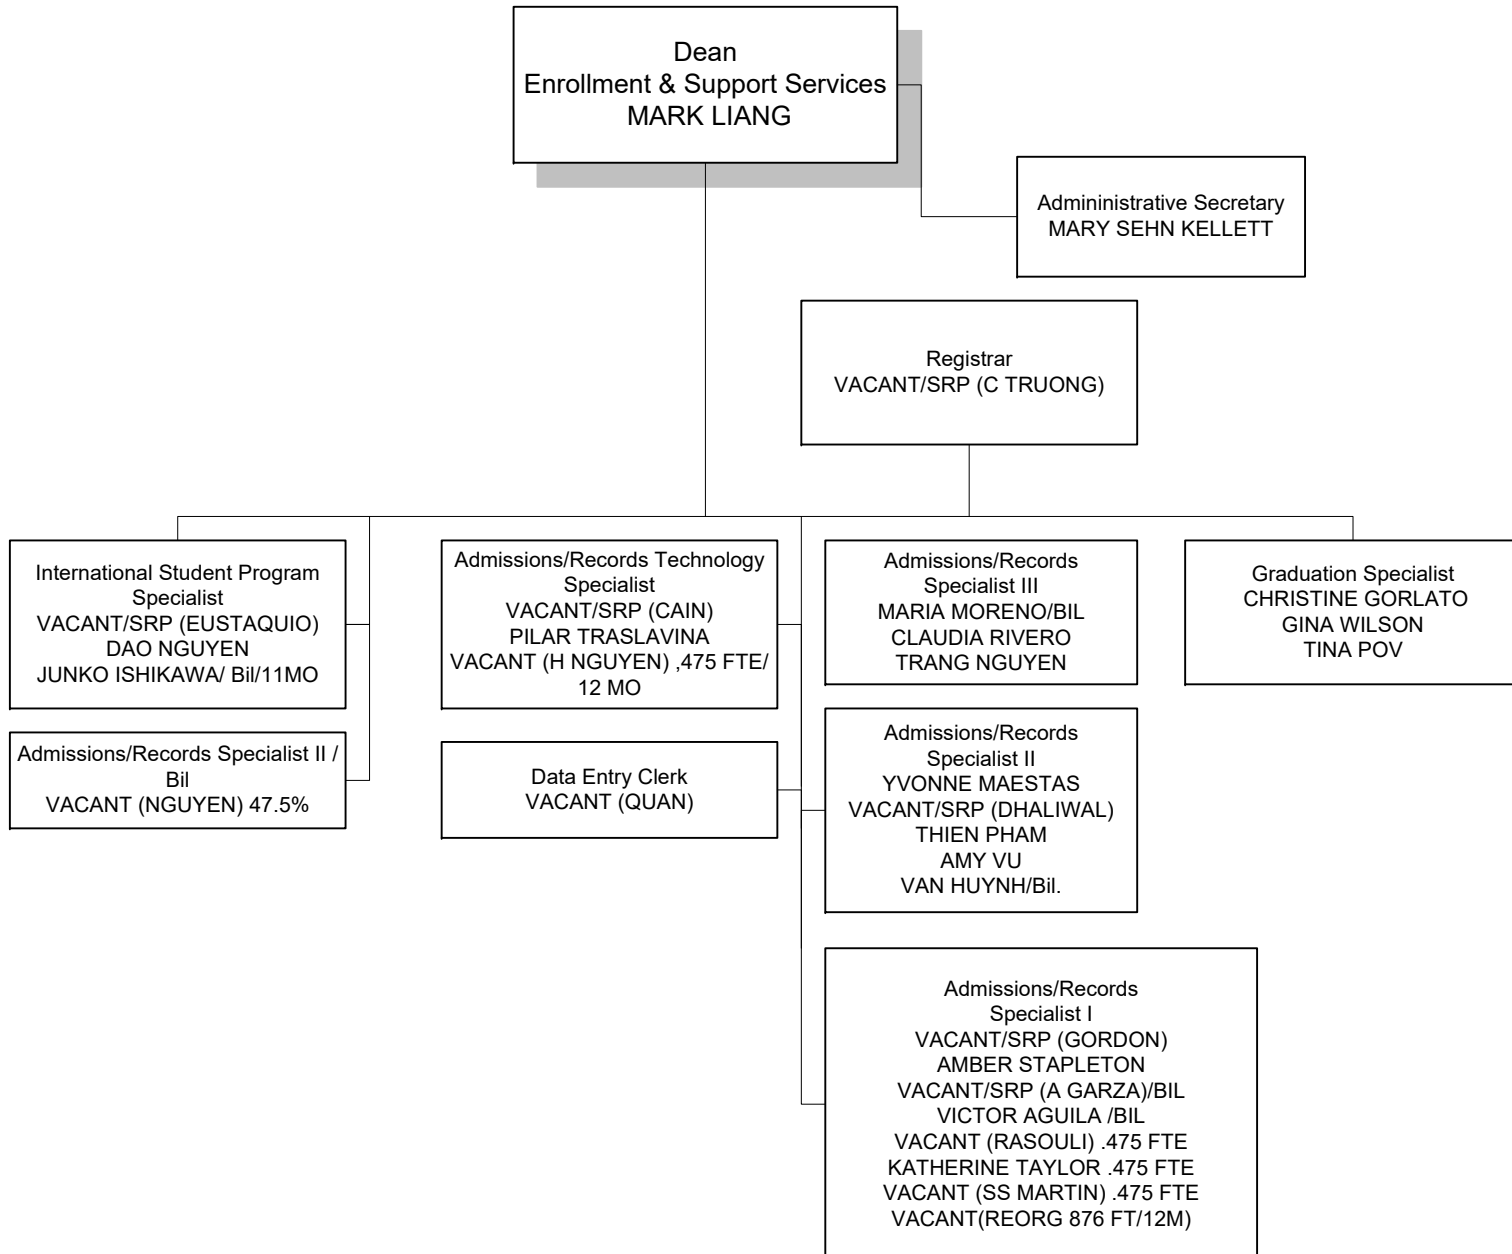 Dean
Enrollment & Support Services
MARK LIANG
Admininistrative Secretary
MARY SEHN KELLETT
Registrar
VACANT/SRP (C TRUONG)
International Student Program
Specialist
VACANT/SRP (EUSTAQUIO)
DAO NGUYEN
JUNKO ISHIKAWA/ Bil/11MO
Admissions/Records Specialist II /
Bil
VACANT (NGUYEN) 47.5%
Admissions/Records Technology
Specialist
VACANT/SRP (CAIN)
PILAR TRASLAVINA
VACANT (H NGUYEN) ,475 FTE/
12 MO
Data Entry Clerk
VACANT (QUAN)
Admissions/Records
Specialist III
MARIA MORENO/BIL
CLAUDIA RIVERO
TRANG NGUYEN
Admissions/Records
Specialist II
YVONNE MAESTAS
VACANT/SRP (DHALIWAL)
THIEN PHAM
AMY VU
VAN HUYNH/Bil.
Admissions/Records
Specialist I
VACANT/SRP (GORDON)
AMBER STAPLETON
VACANT/SRP (A GARZA)/BIL
VICTOR AGUILA /BIL
VACANT (RASOULI) .475 FTE
KATHERINE TAYLOR .475 FTE
VACANT (SS MARTIN) .475 FTE
VACANT(REORG 876 FT/12M)
Graduation Specialist
CHRISTINE GORLATO
GINA WILSON
TINA POV